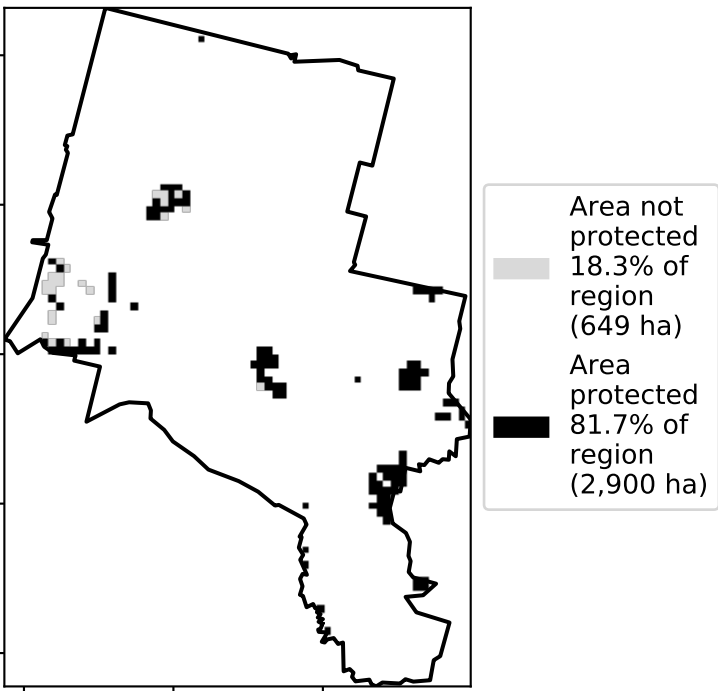 Area not
protected
18.3% of
region
(649 ha)
Area
protected
81.7% of
region
(2,900 ha)